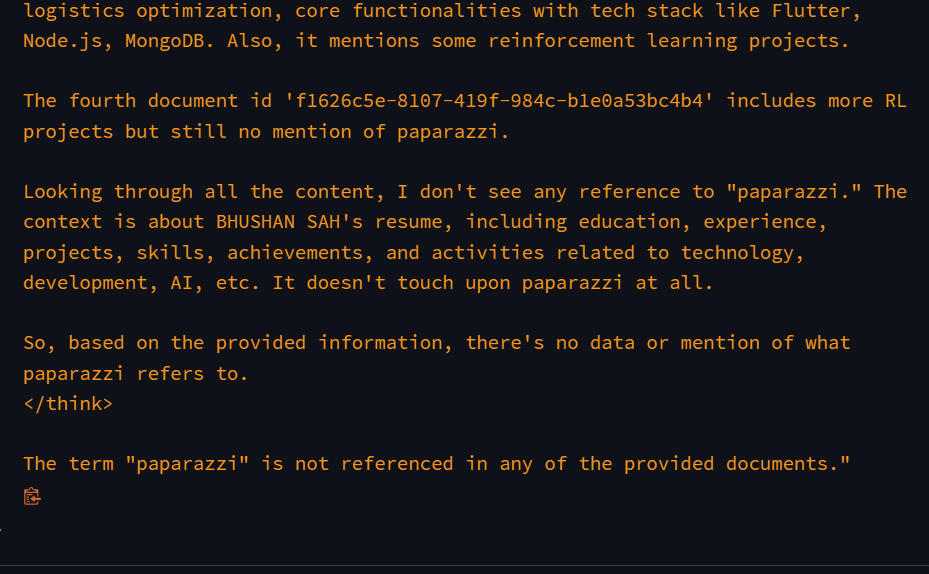 logistics optimization, core functionalities with tech stack like Flutter,
Node.js, MongoDB. Also, it mentions some reinforcement learning projects.
The fourth document id 'f1626c5e-8107-419f-984c-b1e0a53bc4b4' includes more RL
projects but still no mention of paparazzi.
Looking through all the content, I don't see any reference to "paparazzi." The
context is about BHUSHAN SAH's resume, including education, experience,
projects, skills, achievements, and activities related to technology,
development, AI, etc. It doesn't touch upon paparazzi at all.
So, based on the provided information, there's no data or mention of what
paparazzi refers to.
</think>
The term "paparazzi" is not referenced in any of the provided documents."